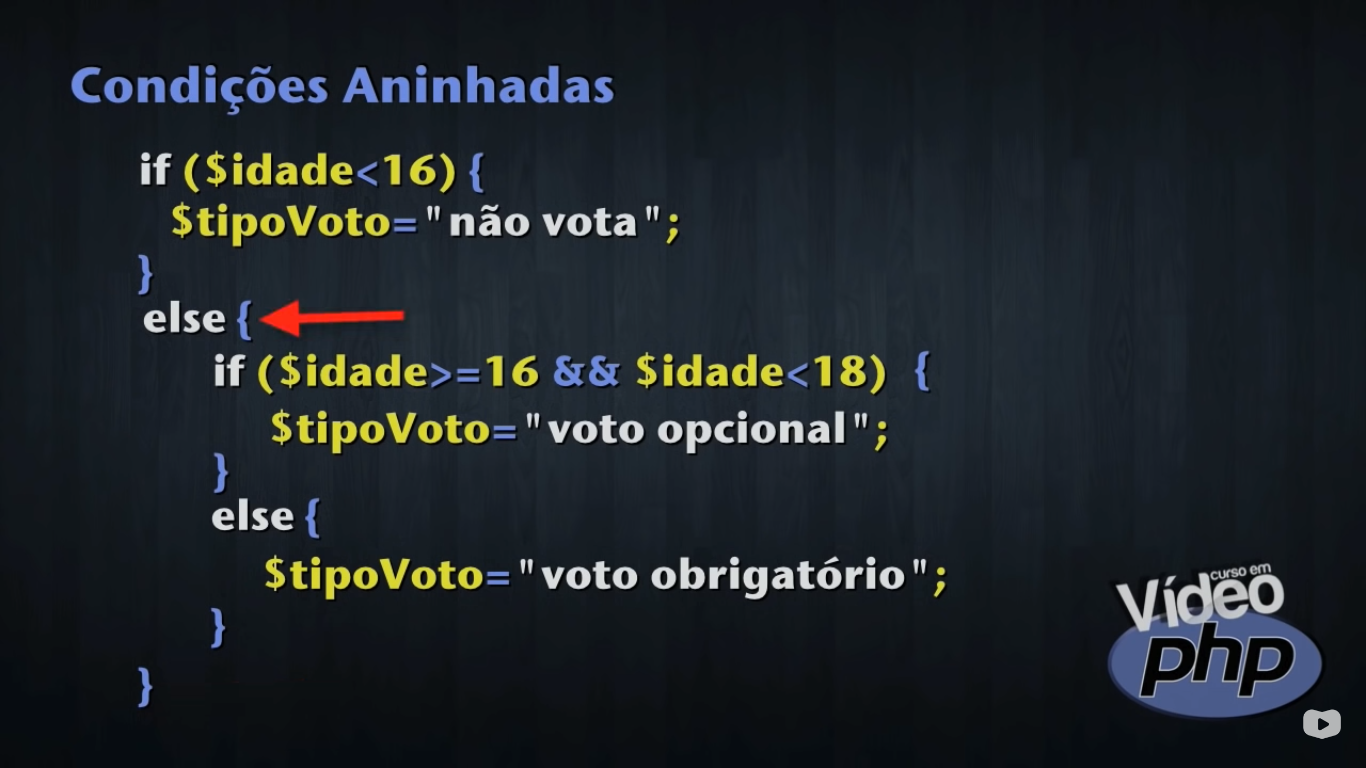 Condições Aninhadas
if ($idade<16) {
$tipoVoto="não vota";
}
else {
if ($idade>=16 && $idade<18) {
$tipoVoto="voto opcional";
}
else {
$tipoVoto="voto obrigatório";
}
}
curso em
Vídeo
php